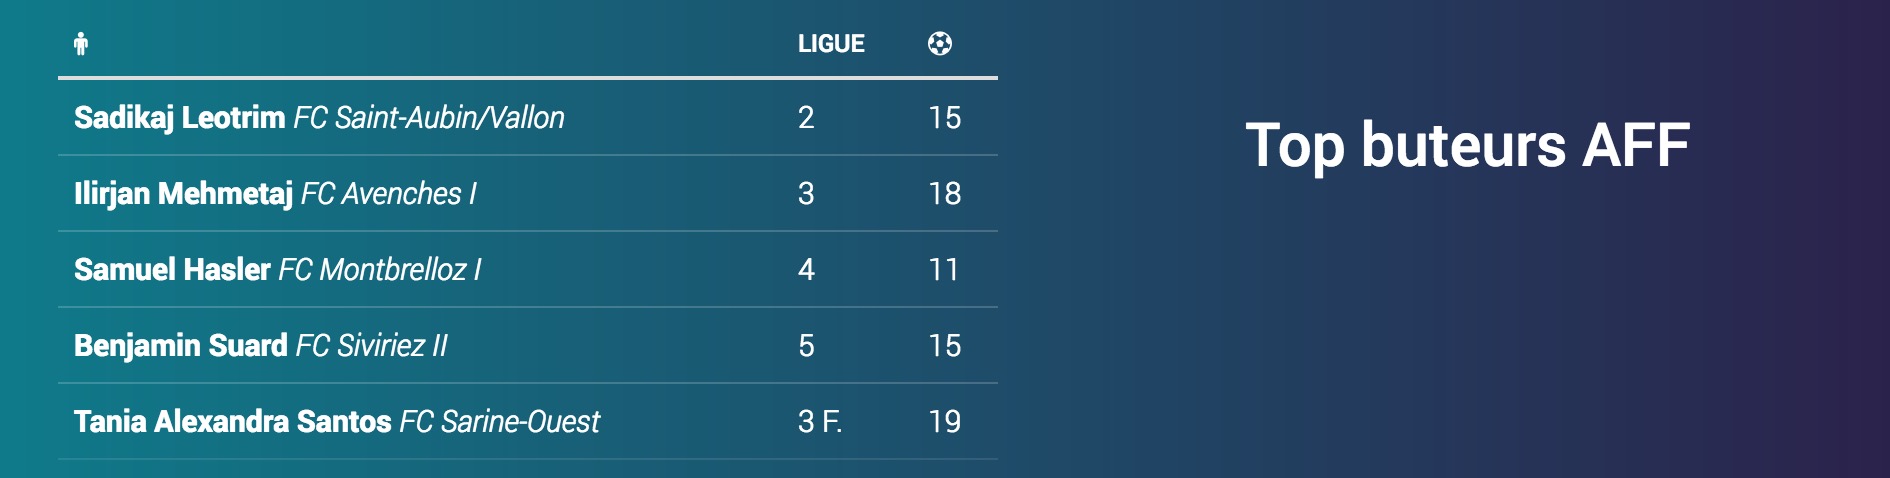 LIGUE
Sadikaj Leotrim FC Saint-Aubin/Vallon 2 15
Ilirjan Mehmetaj FC Avenches I 3 18
Samuel Hasler FC Montbrelloz I 4 11
Benjamin Suard FC Siviriez II 5 15
Tania Alexandra Santos FC Sarine-Ouest 3 F. 19
Top buteurs AFF